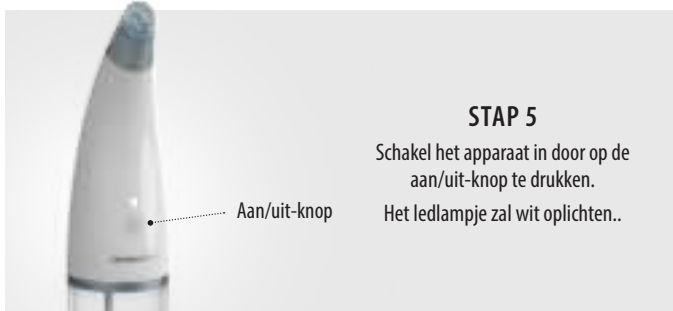 STAP 5
Schakel het apparaat in door op de
aan/uit-knop te drukken.
Aan/uit-knop
Het ledlampje zal wit oplichten..